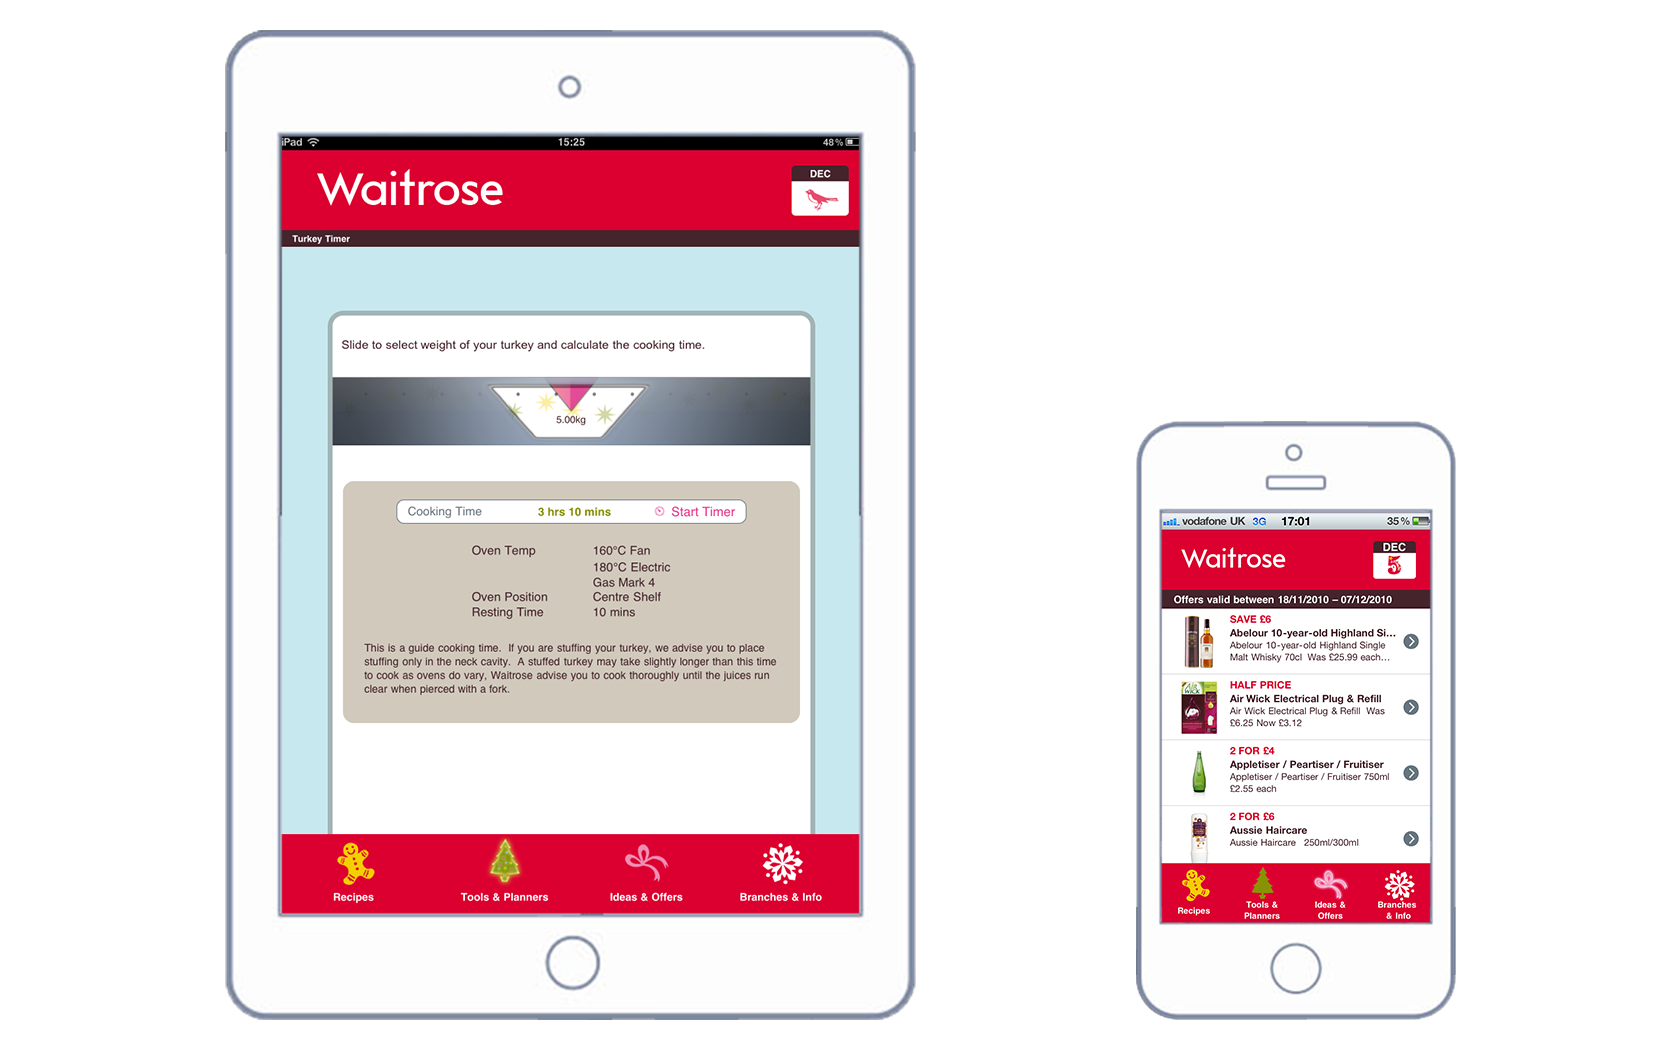 iPad 15:25 48%
Waitrose
DEC
Turkey Timer
Slide to select weight of your turkey and calculate the cooking time.
5.00kg
Cooking Time 3 hrs 10 mins Start Timer
Oven Temp 160°C Fan
180°C Electric
Gas Mark 4
Oven Position Centre Shelf
Resting Time 10 mins
This is a guide cooking time. If you are stuffing your turkey, we advise you to place
stuffing only in the neck cavity. A stuffed turkey may take slightly longer than this time
to cook as ovens do vary, Waitrose advise you to cook thoroughly until the juices run
clear when pierced with a fork.
Recipes
Tools & Planners
Ideas & Offers
Branches & Info
vodafone UK 3G 17:01 35%
Waitrose
DEC
5
Offers valid between 18/11/2010 – 07/12/2010
SAVE £6
Abelour 10-year-old Highland Si...
Abelour 10-year-old Highland Single
Malt Whisky 70cl Was £25.99 each...
HALF PRICE
Air Wick Electrical Plug & Refill
Air Wick Electrical Plug & Refill Was
£6.25 Now £3.12
2 FOR £4
Appletiser / Peartiser / Fruitiser
Appletiser / Peartiser / Fruitiser 750ml
£2.55 each
2 FOR £6
Aussie Haircare
Aussie Haircare 250ml/300ml
Recipes
Tools &
Planners
Ideas &
Offers
Branches
& Info